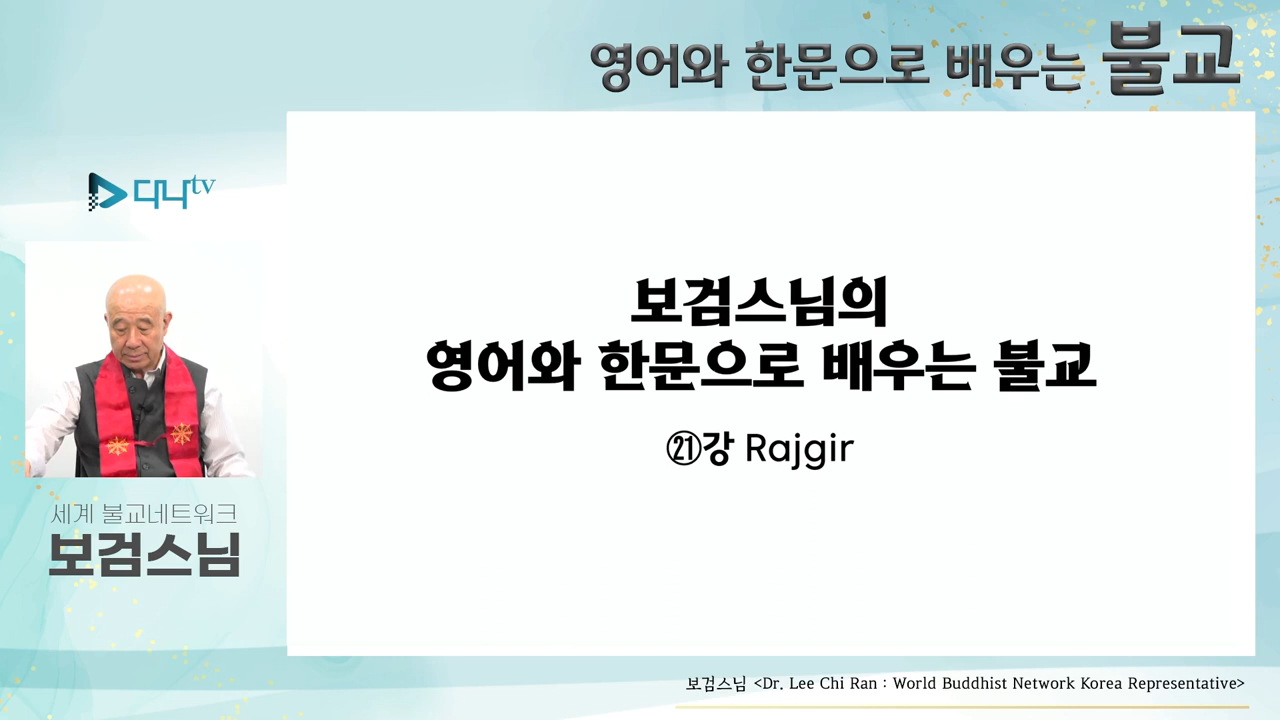 영어와 한문으로 배우는 불교
디나tv
보검스님의
영어와 한문으로 배우는 불교
㉑강 Rajgir
세계 불교네트워크
보검스님
보검스님 <Dr. Lee Chi Ran : World Buddhist Network Korea Representative>